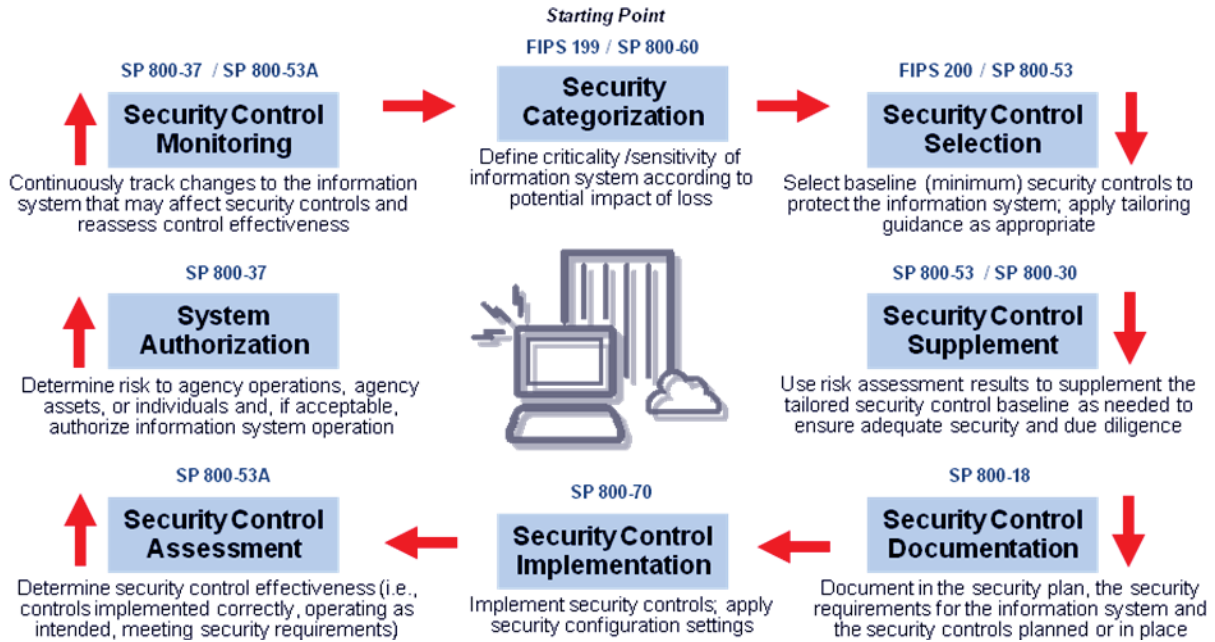 Starting Point
FIPS 199 / SP 800-60
Security
Categorization
Define criticality /sensitivity of
information system according to
potential impact of loss
FIPS 200 / SP 800-53
Security Control
Selection
Select baseline (minimum) security controls to
protect the information system; apply tailoring
guidance as appropriate
SP 800-53 / SP 800-30
Security Control
Supplement
Use risk assessment results to supplement the
tailored security control baseline as needed to
ensure adequate security and due diligence
SP 800-18
Security Control
Documentation
Document in the security plan, the security
requirements for the information system and
the security controls planned or in place
SP 800-70
Security Control
Implementation
Implement security controls; apply
security configuration settings
SP 800-53A
Security Control
Assessment
Determine security control effectiveness (i.e.,
controls implemented correctly, operating as
intended, meeting security requirements)
SP 800-37
System
Authorization
Determine risk to agency operations, agency
assets, or individuals and, if acceptable,
authorize information system operation
SP 800-37 / SP 800-53A
Security Control
Monitoring
Continuously track changes to the information
system that may affect security controls and
reassess control effectiveness